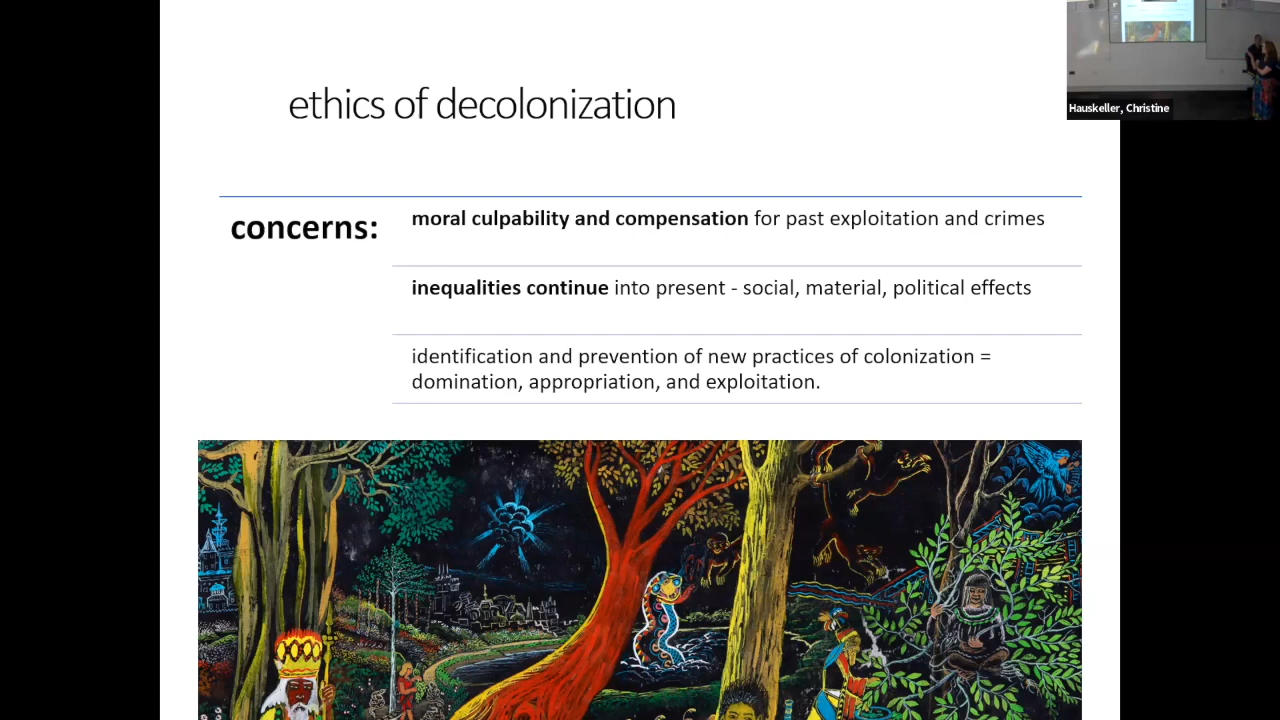 Hauskeller, Christine
ethics of decolonization
concerns:
moral culpability and compensation for past exploitation and crimes
inequalities continue into present - social, material, political effects
identification and prevention of new practices of colonization =
domination, appropriation, and exploitation.